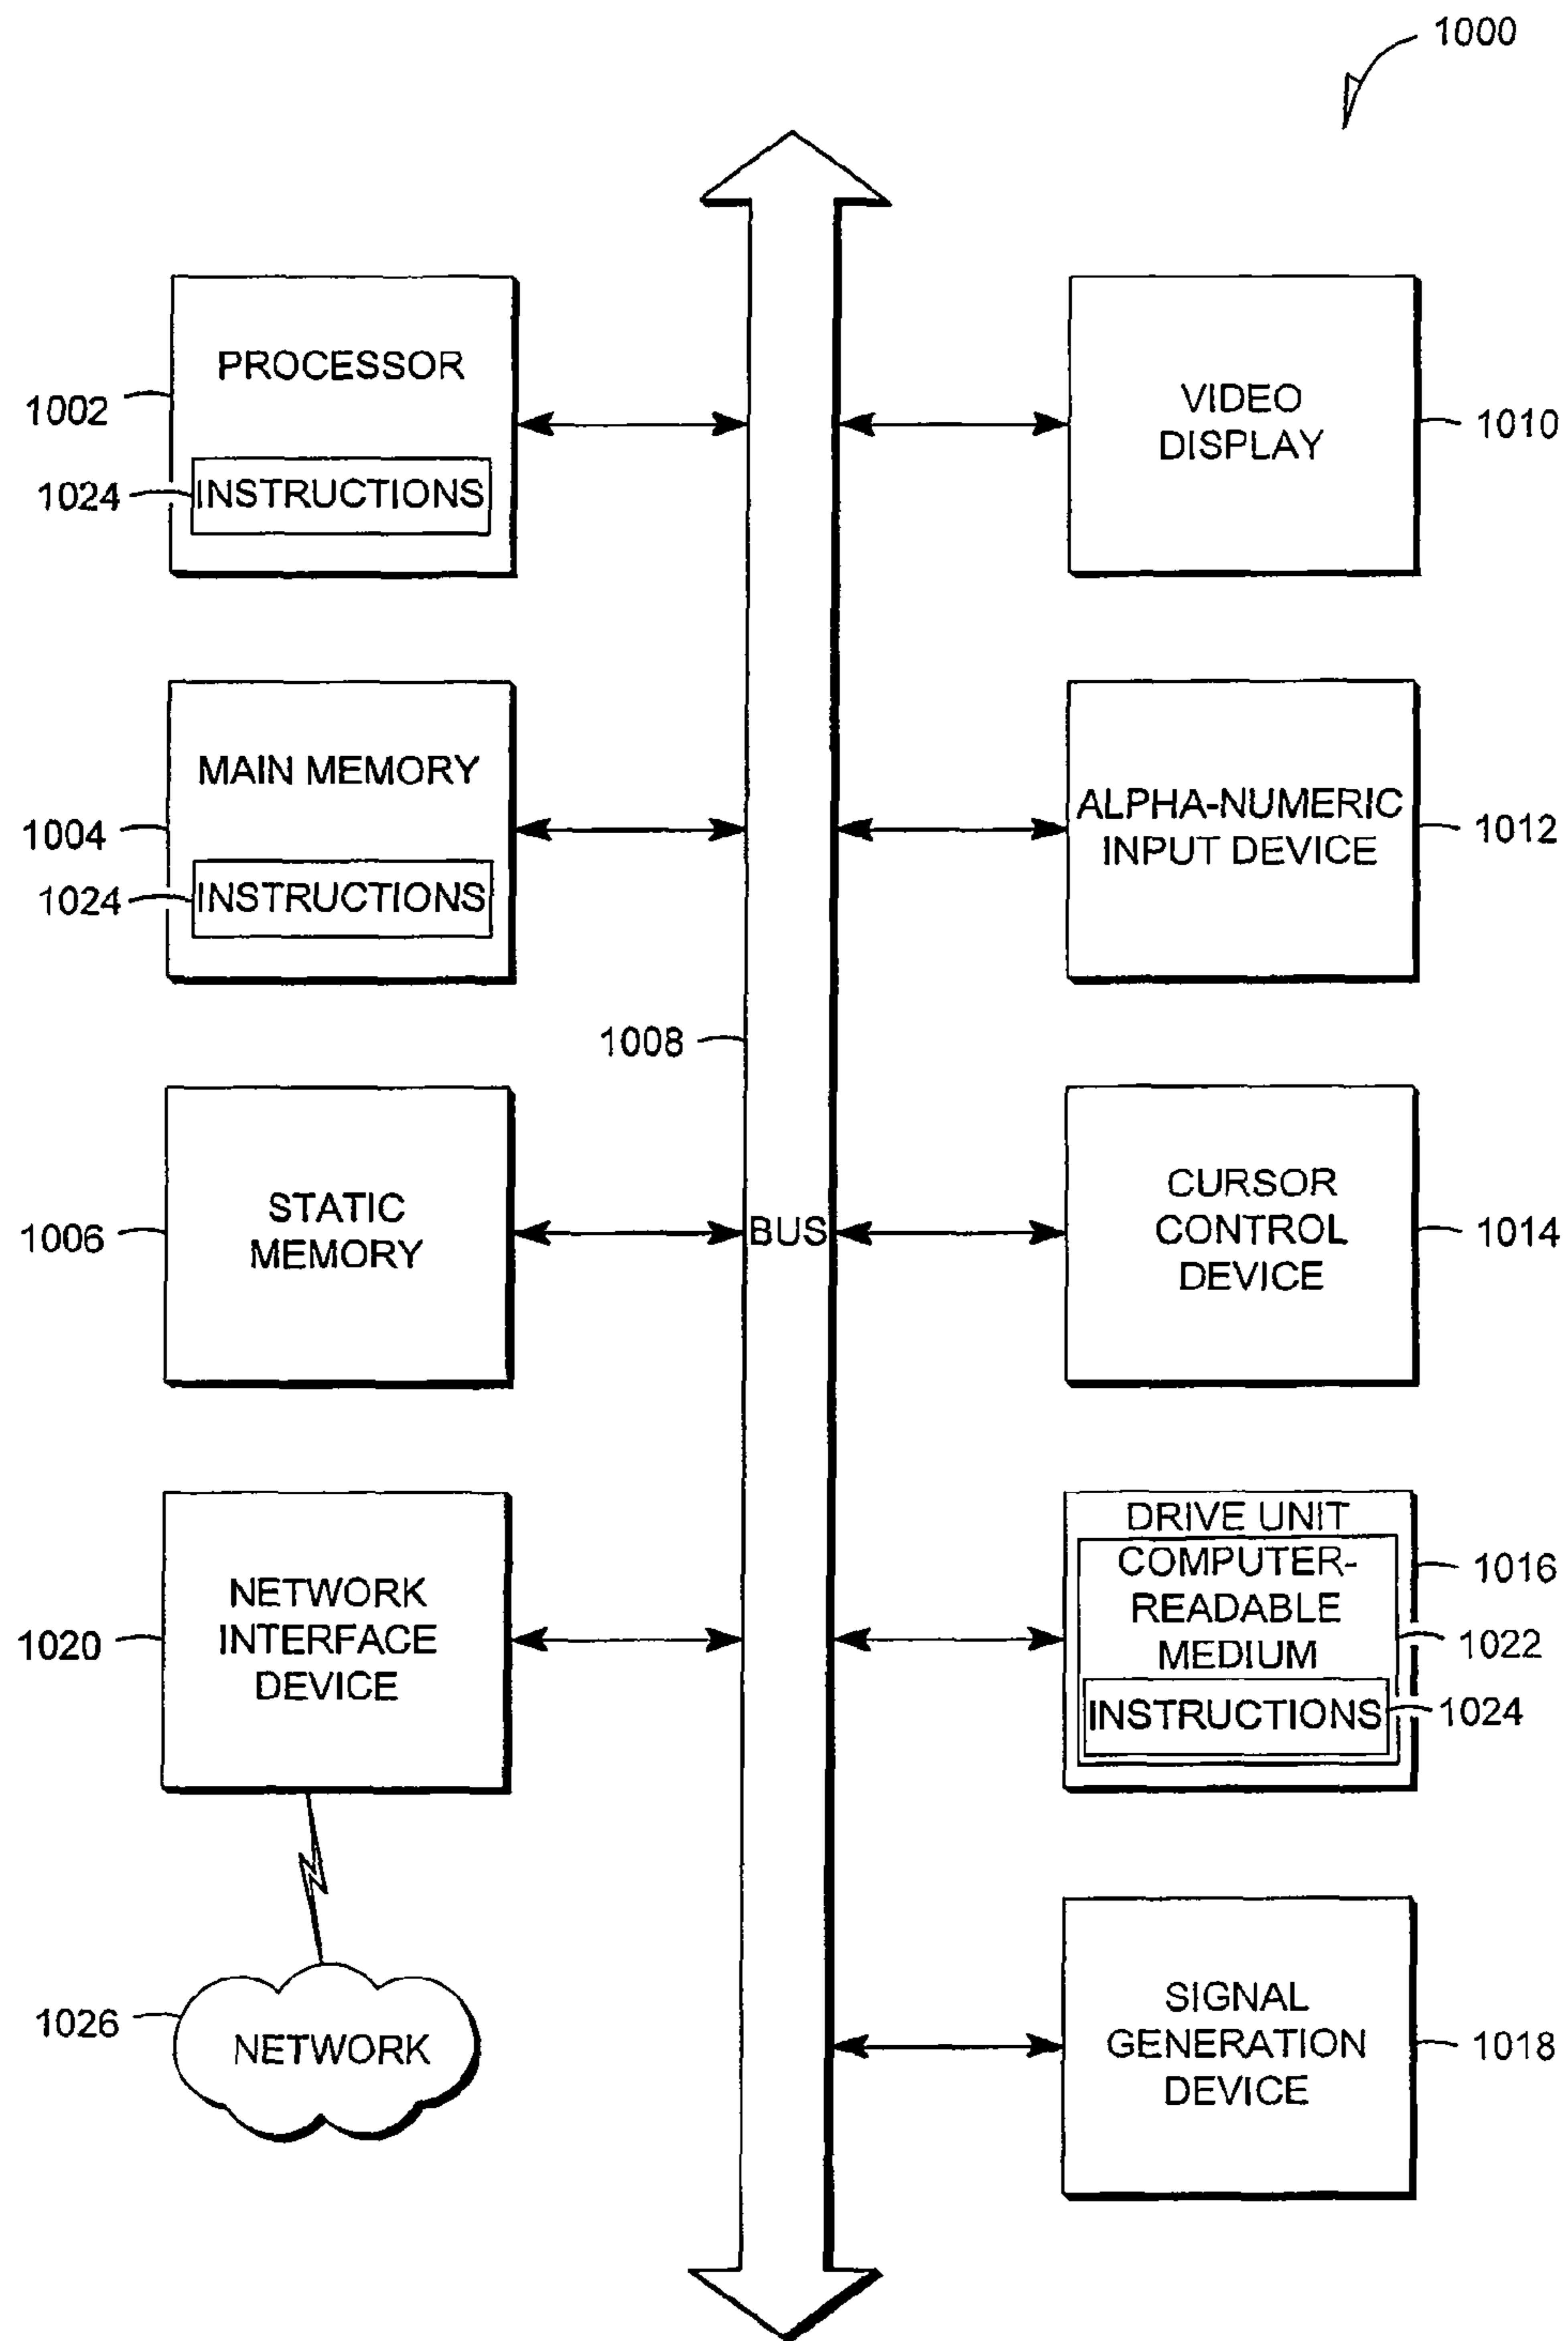 1000
PROCESSOR
1002
1024
INSTRUCTIONS
VIDEO
DISPLAY
1010
MAIN MEMORY
1004
1024
INSTRUCTIONS
ALPHA-NUMERIC
INPUT DEVICE
1012
1008
STATIC
MEMORY
1006
BUS
CURSOR
CONTROL
DEVICE
1014
NETWORK
INTERFACE
DEVICE
1020
DRIVE UNIT
COMPUTER-
READABLE
MEDIUM
1016
1022
INSTRUCTIONS
1024
1026
NETWORK
SIGNAL
GENERATION
DEVICE
1018